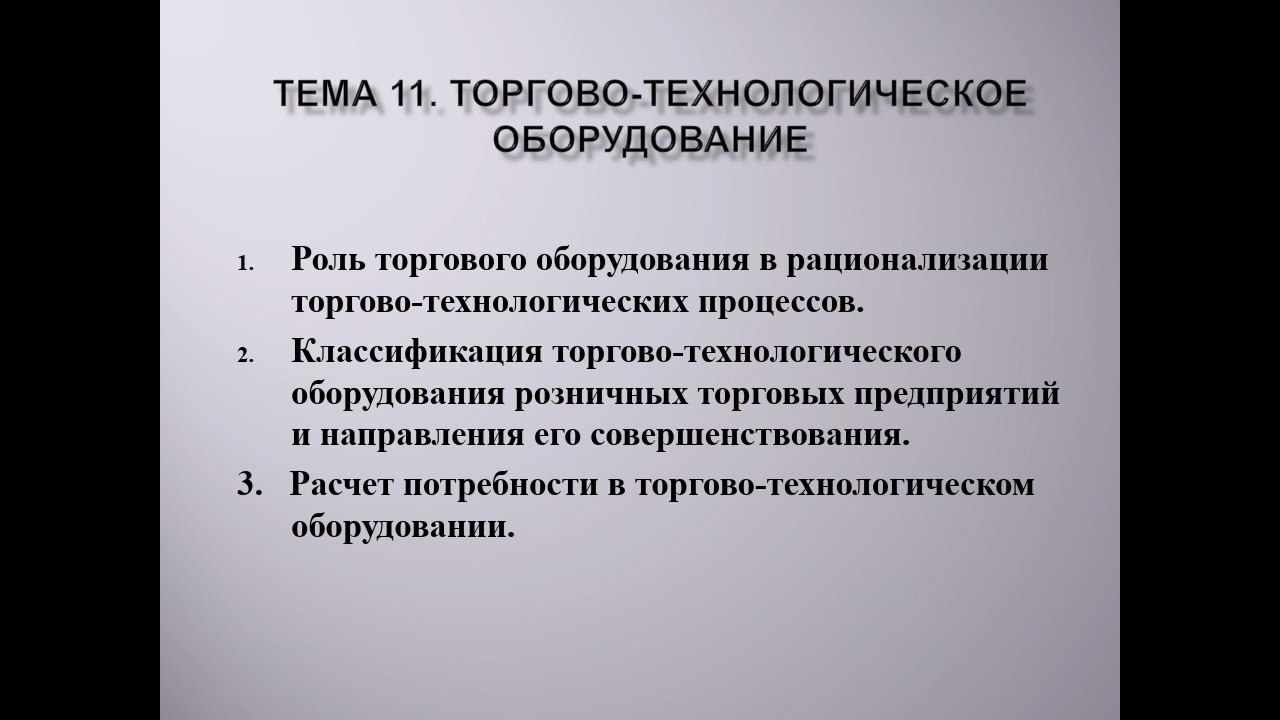 ТЕМА 11. ТОРГОВО-ТЕХНОЛОГИЧЕСКОЕ
ОБОРУДОВАНИЕ
1. Роль торгового оборудования в рационализации
торгово-технологических процессов.
2. Классификация торгово-технологического
оборудования розничных торговых предприятий
и направления его совершенствования.
3. Расчет потребности в торгово-технологическом
оборудовании.